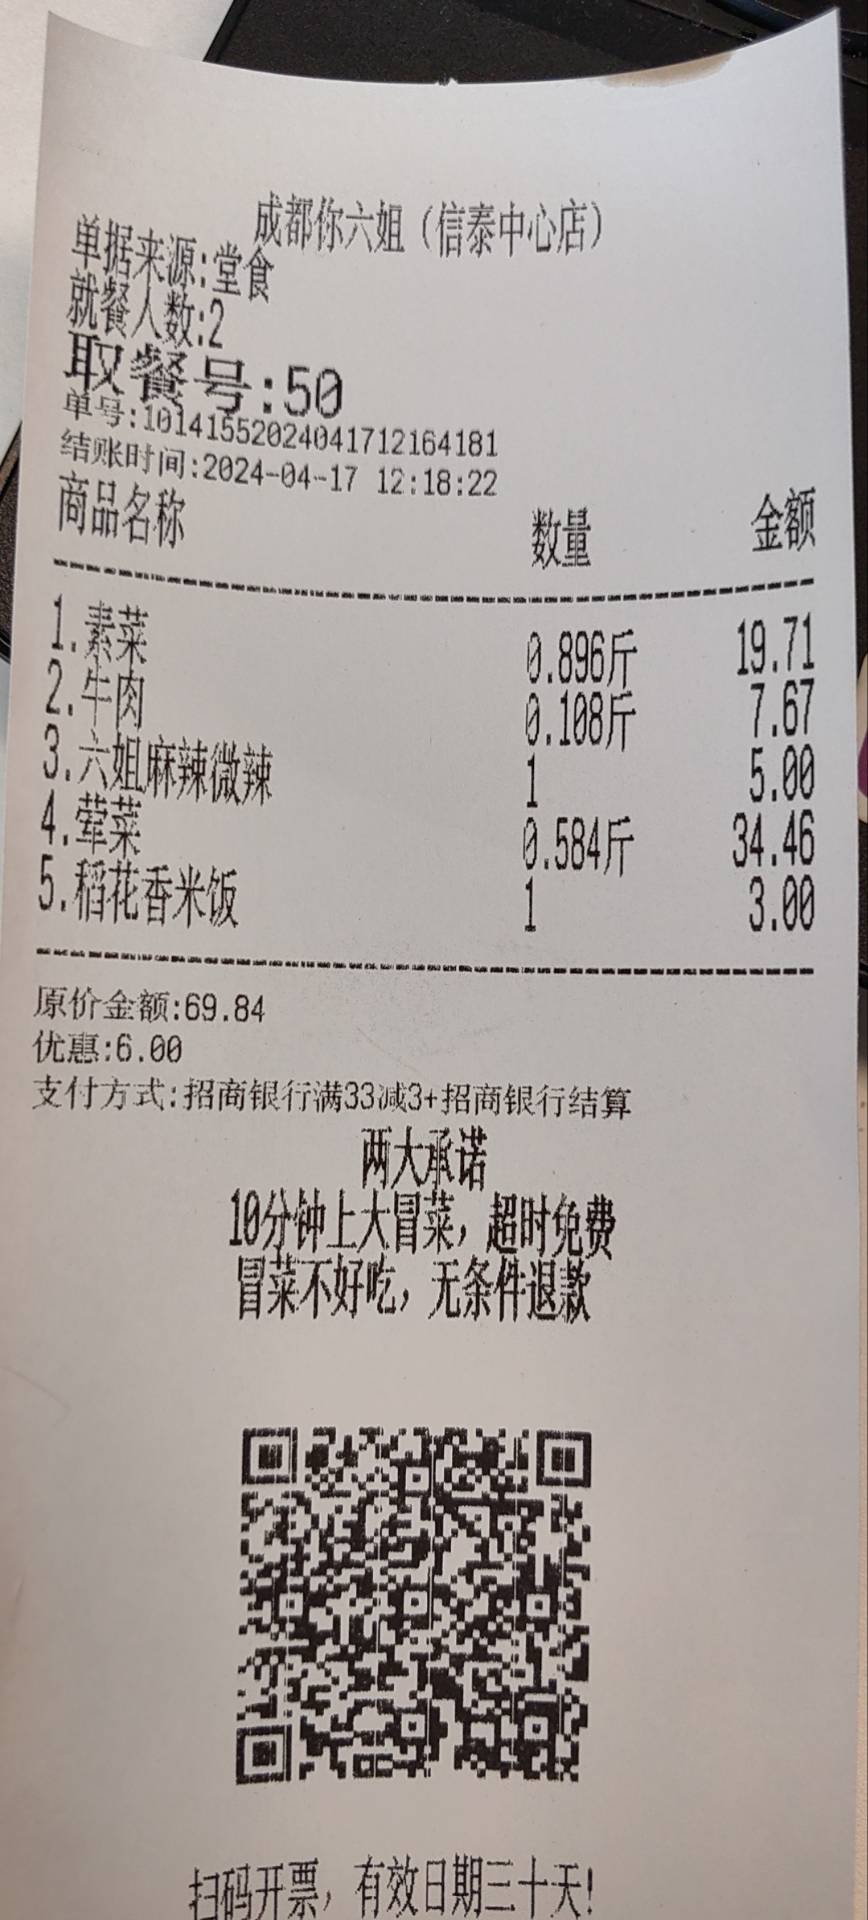 成都你六姐（信泰中心店）
单据来源:堂食
就餐人数:2
取餐号:50
单号:10141552024041712164181
结账时间:2024-04-17 12:18:22
商品名称 数量 金额
1.素菜 0.896斤 19.71
2.牛肉 0.108斤 7.67
3.六姐麻辣微辣 1 5.00
4.荤菜 0.584斤 34.46
5.稻花香米饭 1 3.00
原价金额:69.84
优惠:6.00
支付方式:招商银行满33减3+招商银行结算
两大承诺
10分钟上大冒菜，超时免费
冒菜不好吃，无条件退款
扫码开票，有效日期三十天!